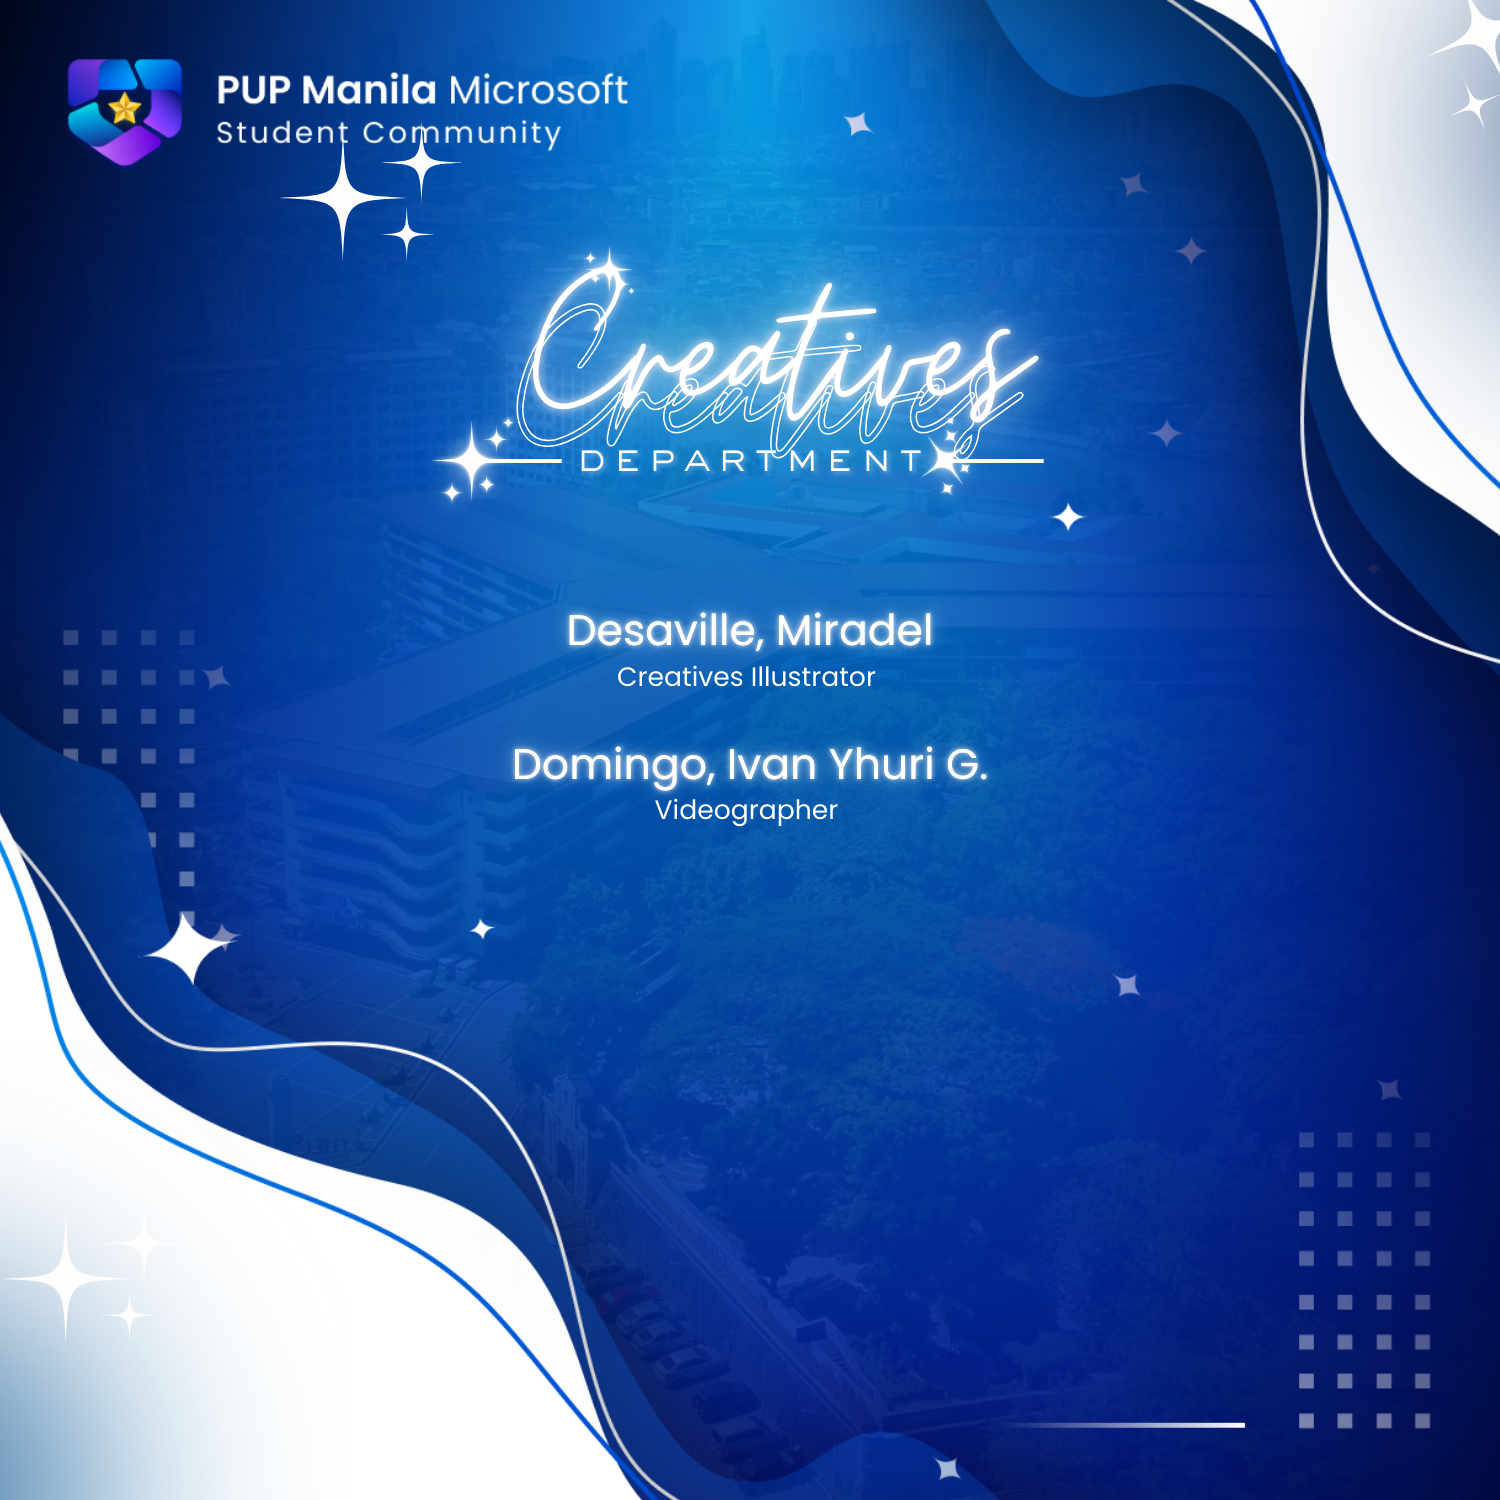 PUP Manila Microsoft
Student Community
Creatives
DEPARTMENT
Desaville, Miradel
Creatives Illustrator
Domingo, Ivan Yhuri G.
Videographer